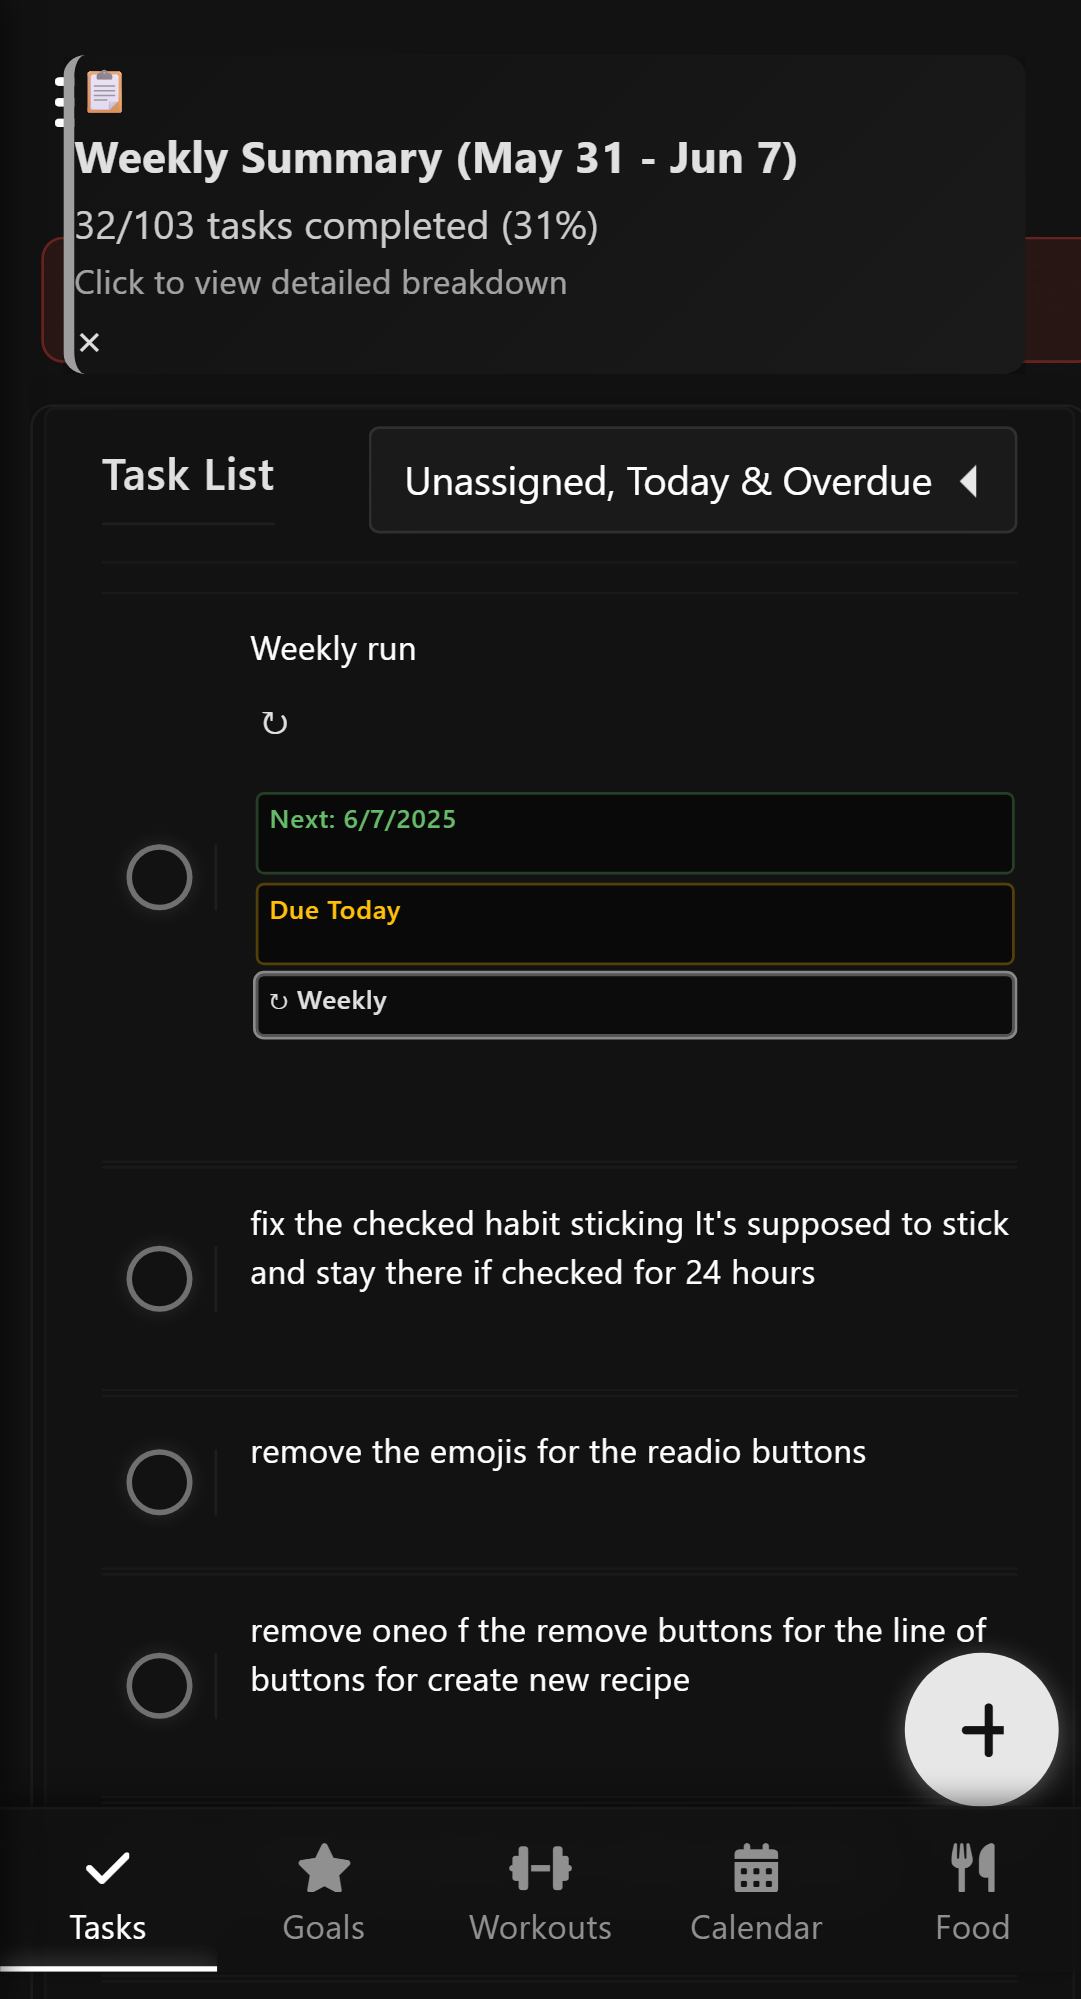 Weekly Summary (May 31 - Jun 7)
32/103 tasks completed (31%)
Click to view detailed breakdown
×
Task List
Unassigned, Today & Overdue
Weekly run
↻
Next: 6/7/2025
Due Today
↻ Weekly
fix the checked habit sticking It's supposed to stick
and stay there if checked for 24 hours
remove the emojis for the readio buttons
remove oneo f the remove buttons for the line of
buttons for create new recipe
Tasks
Goals
Workouts
Calendar
Food